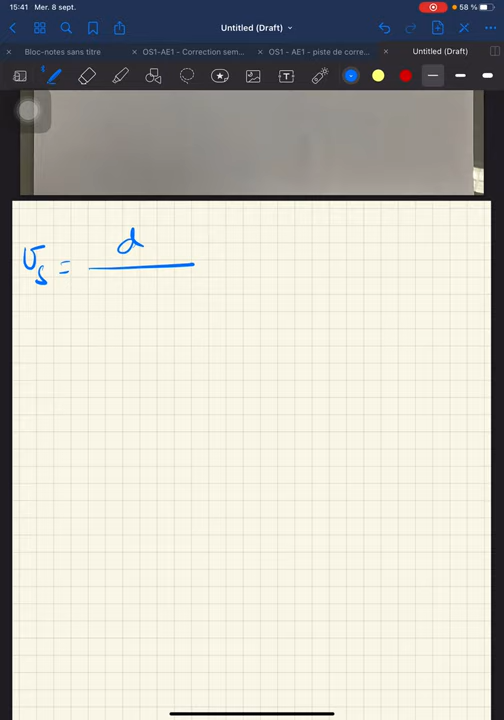 15:41 Mer. 8 sept. 58 %
Untitled (Draft)
Bloc-notes sans titre
OS1-AE1 - Correction sem...
OS1 - AE1 - piste de corre...
Untitled (Draft)
d
v_s =